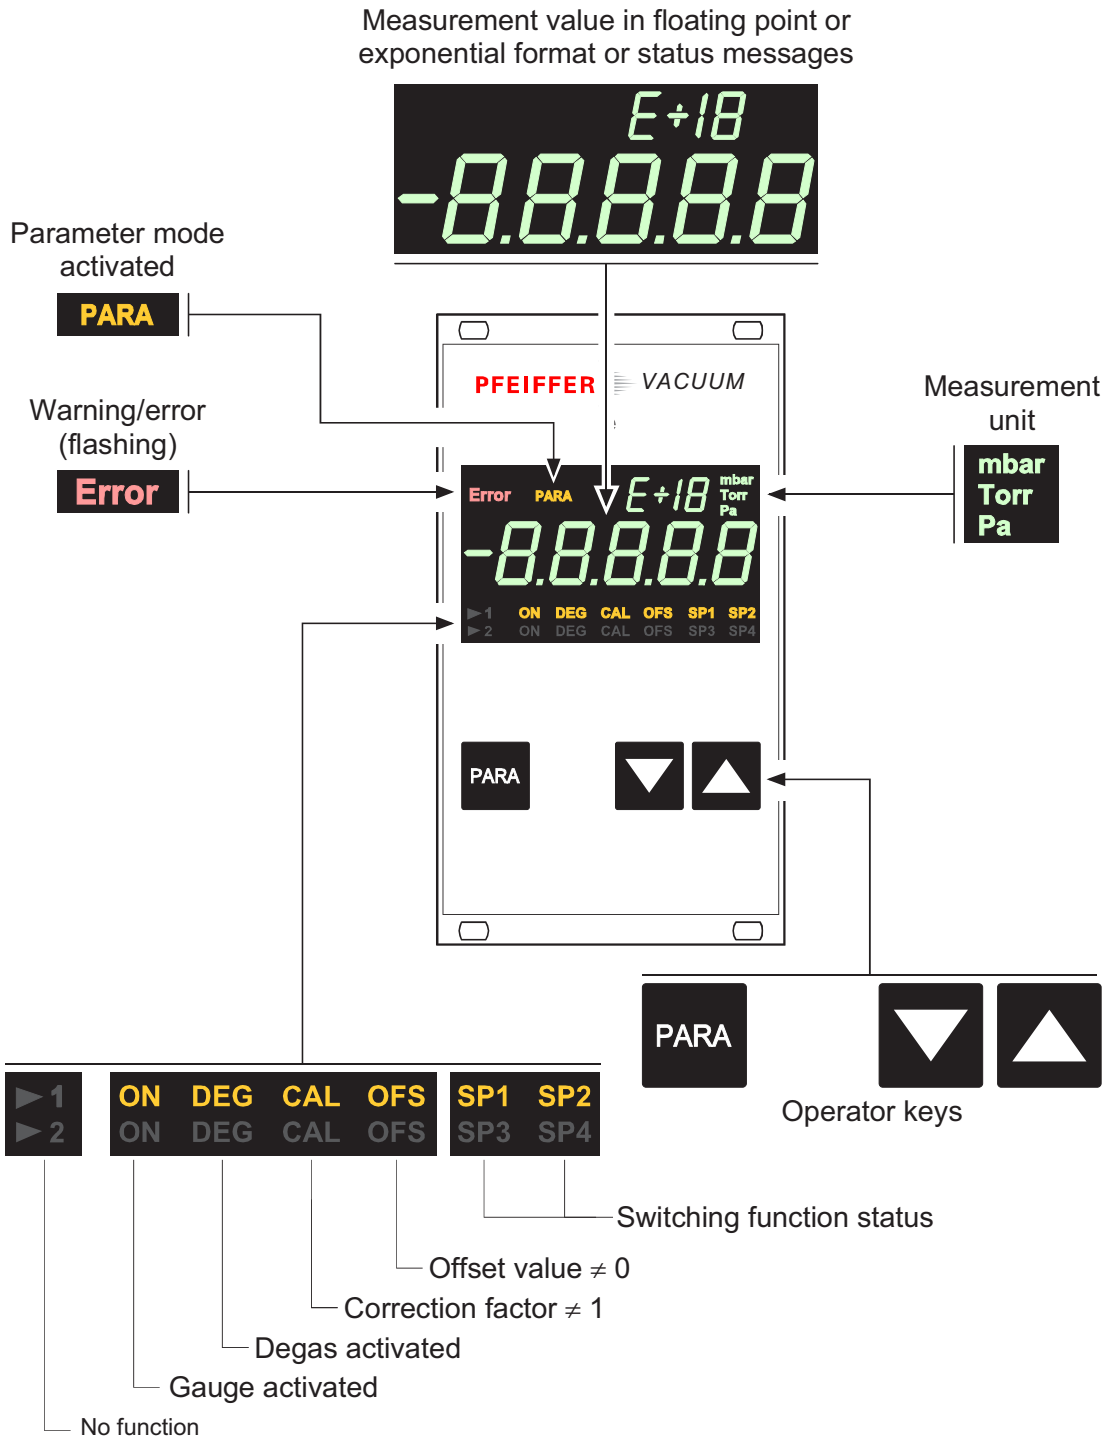 Measurement value in floating point or
exponential format or status messages
E÷18
-8.8.8.8.8
Parameter mode
activated
PARA
PFEIFFER VACUUM
Warning/error
(flashing)
Error
Measurement
unit
mbar
Torr
Pa
Error PARA E÷18 mbar
Torr
Pa
-8.8.8.8.8
►1 ON DEG CAL OFS SP1 SP2
►2 ON DEG CAL OFS SP3 SP4
PARA ▼ ▲
PARA ▼ ▲
Operator keys
►1 ON DEG CAL OFS SP1 SP2
►2 ON DEG CAL OFS SP3 SP4
Switching function status
Offset value ≠ 0
Correction factor ≠ 1
Degas activated
Gauge activated
No function